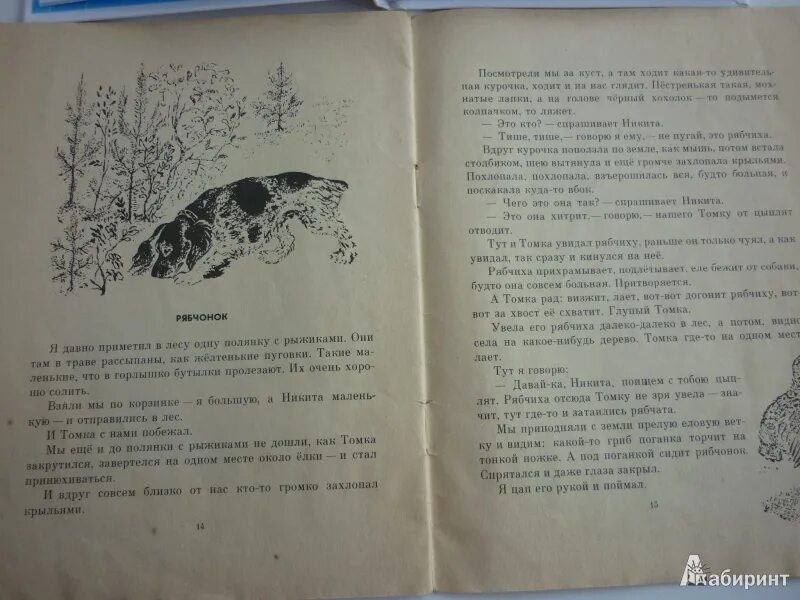 РЯБЧОНОК
Я давно приметил в лесу одну полянку с рыжиками. Они
там в траве рассыпаны, как жёлтенькие пуговки. Такие ма-
ленькие, что в горлышко бутылки пролезают. Их очень хоро-
шо солить.
Взяли мы по корзинке — я большую, а Никита малень-
кую — и отправились в лес.
И Томка с нами побежал.
Мы ещё и до полянки с рыжиками не дошли, как Томка
закрутился, завертелся на одном месте около ёлки — и стал
принюхиваться.
И вдруг совсем близко от нас кто-то громко захлопал
крыльями.
14
Посмотрели мы за куст, а там ходит какая-то удивитель-
ная курочка, ходит и на нас глядит. Пёстренькая такая, мох-
натые лапки, а на голове чёрный хохолок — то подымется
колпачком, то ляжет.
— Это кто? — спрашивает Никита.
— Тише, тише, — говорю я ему, — не пугай, это рябчиха.
Вдруг курочка поползла по земле, как мышь, потом встала
столбиком, шею вытянула и ещё громче захлопала крыльями.
Похлопала, похлопала, взъерошилась вся, будто больная, и
поскакала куда-то вбок.
— Чего это она так? — спрашивает Никита.
— Это она хитрит, — говорю, — нашего Томку от цыплят
отводит.
Тут и Томка увидал рябчиху, раньше он только чуял, а как
увидал, так сразу и кинулся на неё.
Рябчиха прихрамывает, подлётывает, еле бежит от собаки,
будто она совсем больная. Притворяется.
А Томка рад: визжит, лает, вот-вот догонит рябчиху, вот-
вот за хвост её схватит. Глупый Томка.
Увела его рябчиха далеко-далеко в лес, а потом, видно,
села на какое-нибудь дерево. Томка где-то на одном месте
лает.
Тут я говорю:
— Давай-ка, Никита, поищем с тобою цып-
лят. Рябчиха отсюда Томку не зря увела — зна-
чит, тут где-то и затаились рябчата.
Мы приподняли с земли прелую еловую вет-
ку и видим: какой-то гриб поганка торчит на
тонкой ножке. А под поганкой сидит рябчонок.
Спрятался и даже глаза закрыл.
Я цап его рукой и поймал.
15
Лабиринт